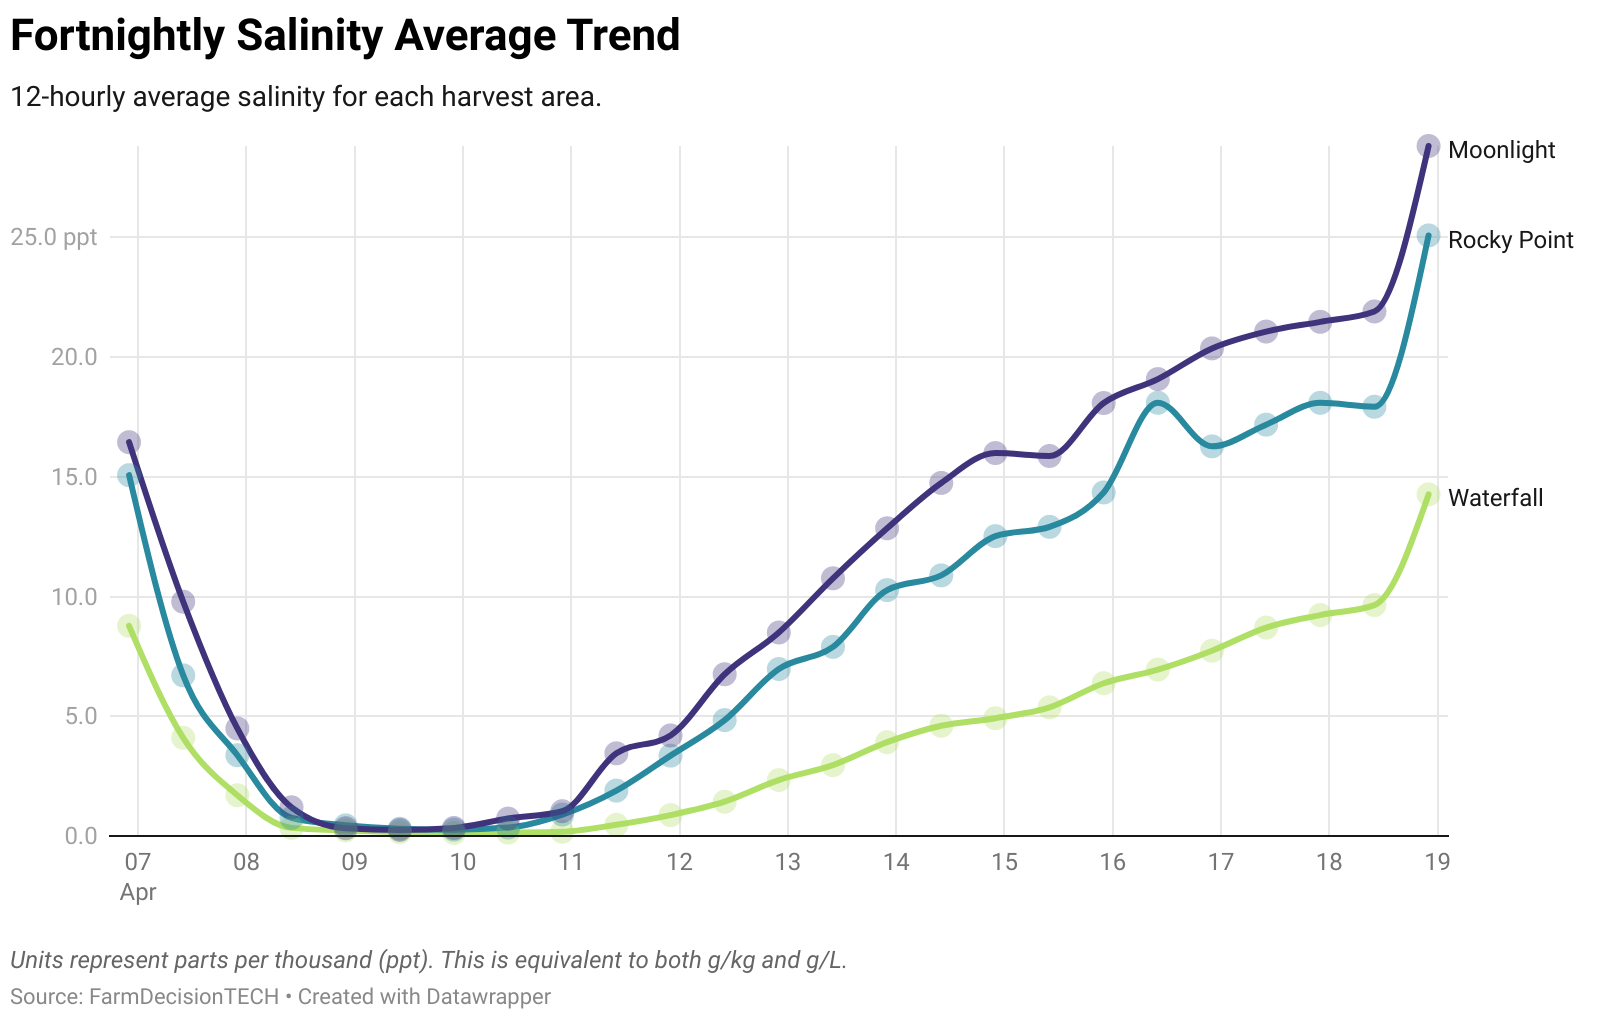 Fortnightly Salinity Average Trend
12-hourly average salinity for each harvest area.
Moonlight
25.0 ppt
Rocky Point
20.0
15.0
Waterfall
10.0
5.0
0.0
07 08 09 10 11 12 13 14 15 16 17 18 19
Apr
Units represent parts per thousand (ppt). This is equivalent to both g/kg and g/L.
Source: FarmDecisionTECH • Created with Datawrapper